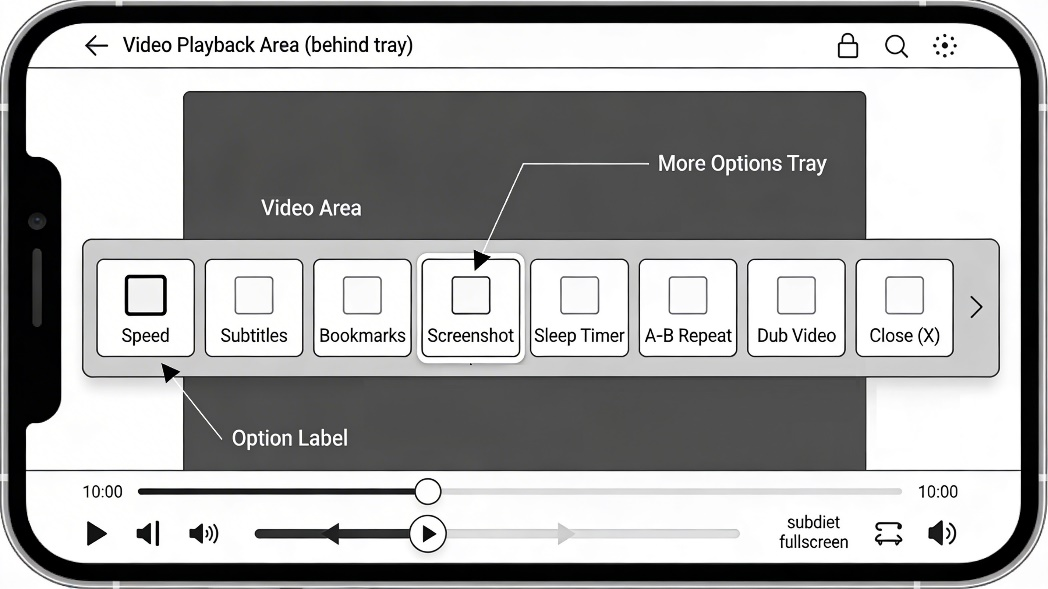 Video Playback Area (behind tray)
More Options Tray
Video Area
Speed
Subtitles
Bookmarks
Screenshot
Sleep Timer
A-B Repeat
Dub Video
Close (X)
Option Label
10:00
10:00
subdiet
fullscreen